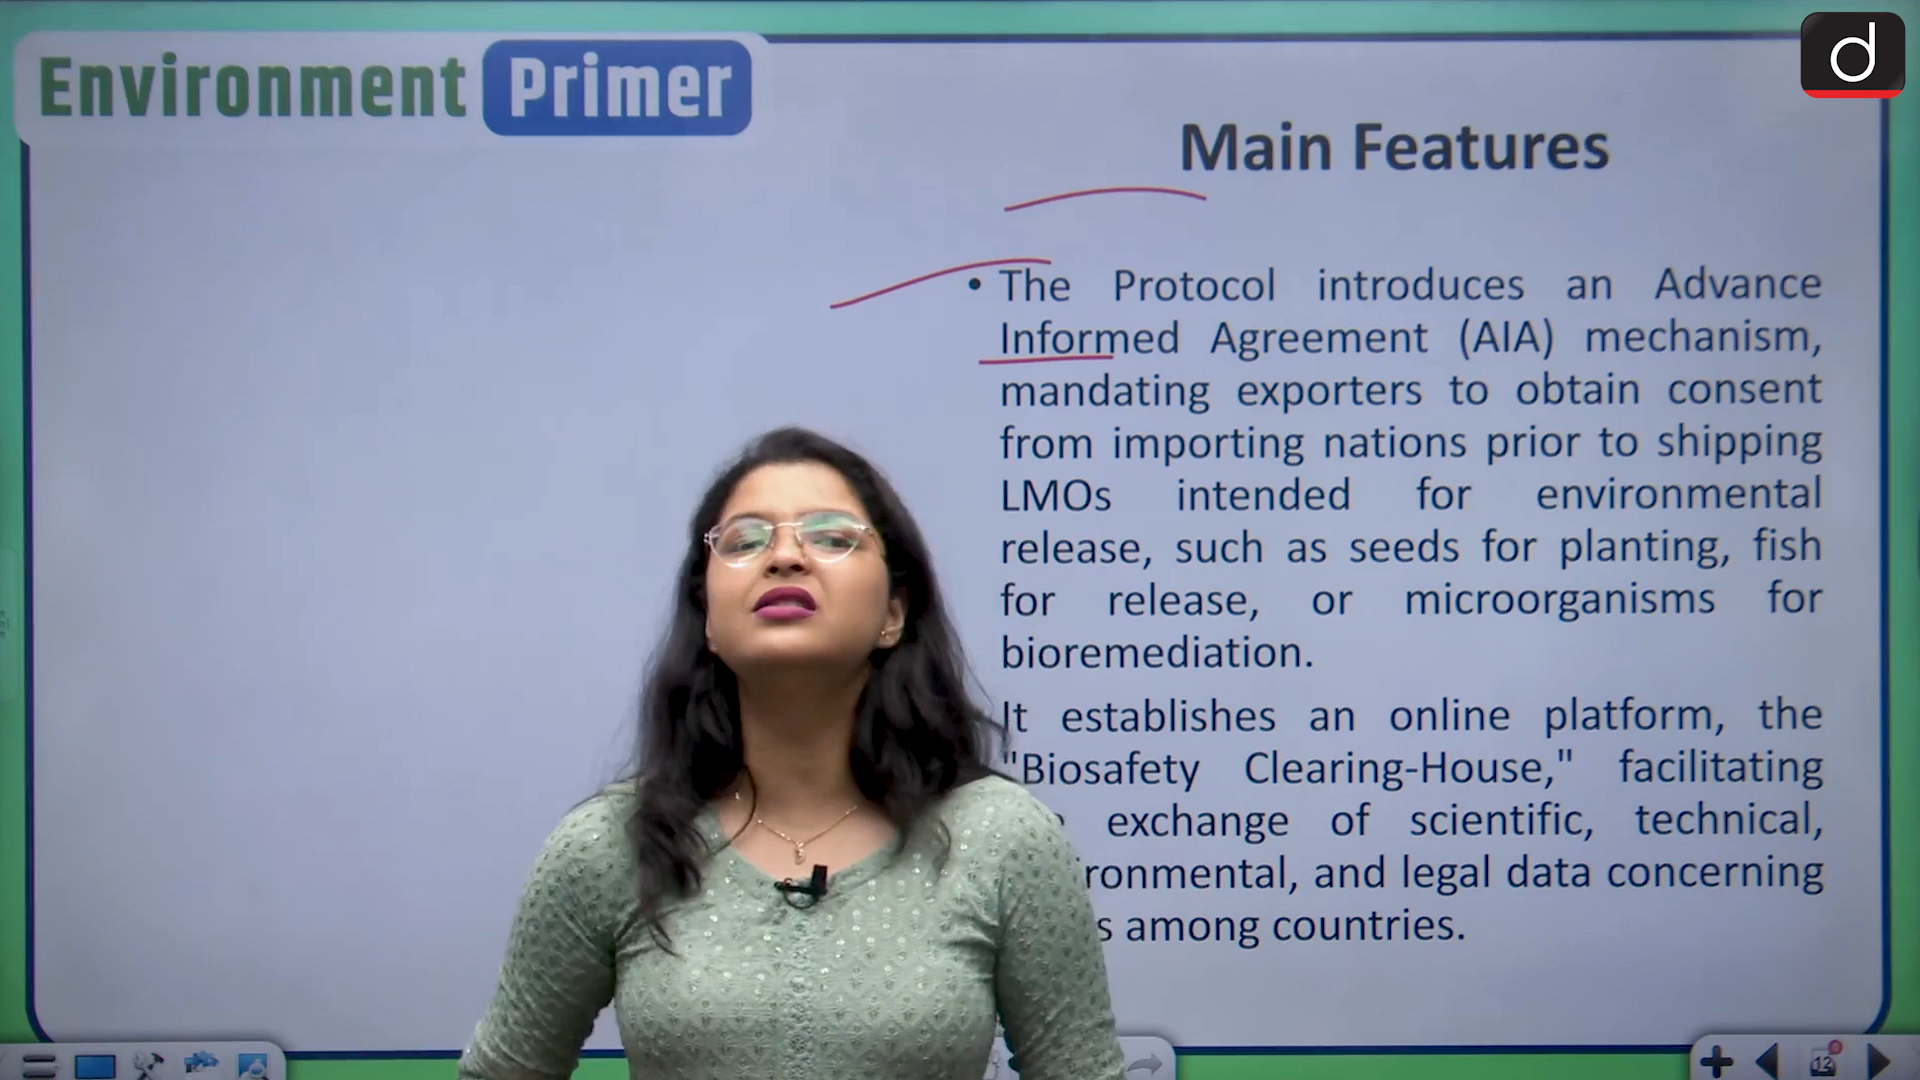 Environment Primer
d
Main Features
• The Protocol introduces an Advance
Informed Agreement (AIA) mechanism,
mandating exporters to obtain consent
from importing nations prior to shipping
LMOs intended for environmental
release, such as seeds for planting, fish
for release, or microorganisms for
bioremediation.
It establishes an online platform, the
"Biosafety Clearing-House," facilitating
exchange of scientific, technical,
ronmental, and legal data concerning
s among countries.
12